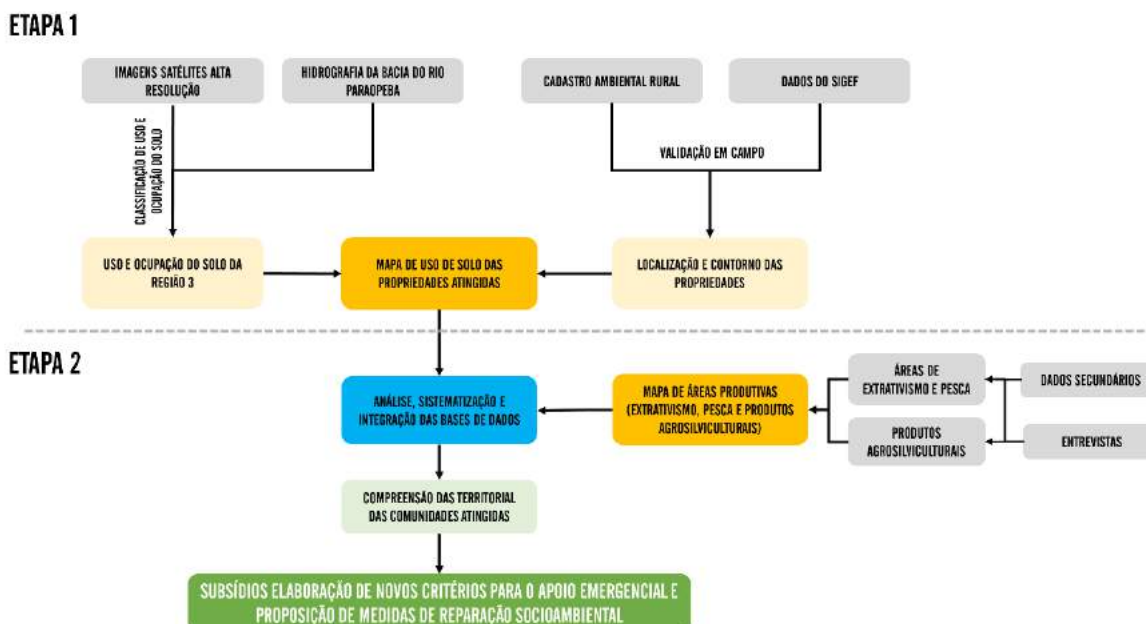 ETAPA 1
IMAGENS SATÉLITES ALTA
RESOLUÇÃO
HIDROGRAFIA DA BACIA DO RIO
PARAOPEBA
CADASTRO AMBIENTAL RURAL
DADOS DO SIGEF
CLASSIFICAÇÃO DE USO E
OCUPAÇÃO DO SOLO
VALIDAÇÃO EM CAMPO
USO E OCUPAÇÃO DO SOLO DA
REGIÃO 3
MAPA DE USO DE SOLO DAS
PROPRIEDADES ATINGIDAS
LOCALIZAÇÃO E CONTORNO DAS
PROPRIEDADES
ETAPA 2
ANÁLISE, SISTEMATIZAÇÃO E
INTEGRAÇÃO DAS BASES DE DADOS
MAPA DE ÁREAS PRODUTIVAS
(EXTRATIVISMO, PESCA E PRODUTOS
AGROSILVICULTURAIS)
ÁREAS DE
EXTRATIVISMO E PESCA
DADOS SECUNDÁRIOS
PRODUTOS
AGROSILVICULTURAIS
ENTREVISTAS
COMPREENSÃO DAS TERRITORIAL
DAS COMUNIDADES ATINGIDAS
SUBSÍDIOS ELABORAÇÃO DE NOVOS CRITÉRIOS PARA O APOIO EMERGENCIAL E
PROPOSIÇÃO DE MEDIDAS DE REPARAÇÃO SOCIOAMBIENTAL